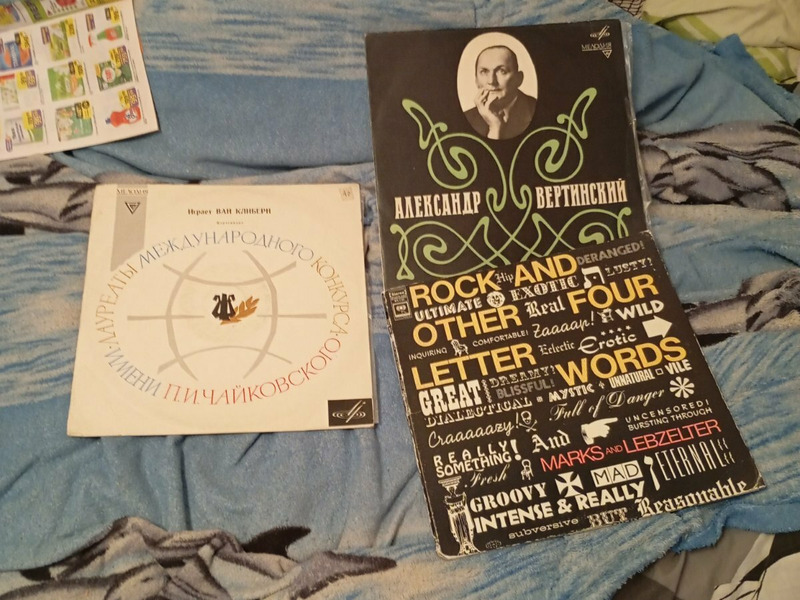 МЕЛОДИЯ
Играет ВАН КЛИБЕРН
ЛАУРЕАТЫ МЕЖДУНАРОДНОГО КОНКУРСА
ИМЕНИ П.И.ЧАЙКОВСКОГО
МЕЛОДИЯ
АЛЕКСАНДР ВЕРТИНСКИЙ
ROCK Hip AND DERANGED!
ULTIMATE EXOTIC LUSTY!
OTHER Real FOUR
INQUIRING COMFORTABLE! Zaaaap! WILD
LETTER Eclectic Erotic
WORDS
GREAT DREAMY! BLISSFUL! MYSTIC + UNNATURAL VILE
DIALECTICAL Full of Danger
Craaaaazy! UNCENSORED!
And BURSTING THROUGH
REALLY SOMETHING! MARKS AND LEBZELTER
Fresh MAD ETERNAL
GROOVY
INTENSE & REALLY
subversive BUT Reasonable